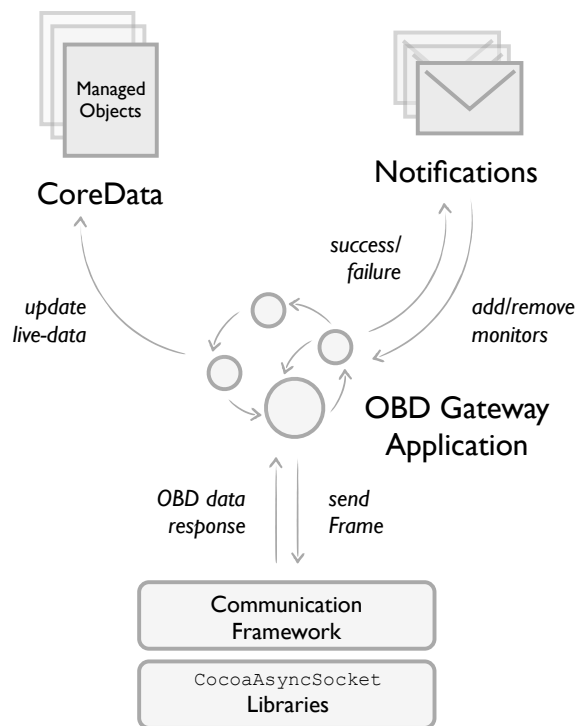 Managed
Objects
CoreData
Notifications
success/
failure
update
live-data
add/remove
monitors
OBD Gateway
Application
OBD data
response
send
Frame
Communication
Framework
CocoaAsyncSocket
Libraries